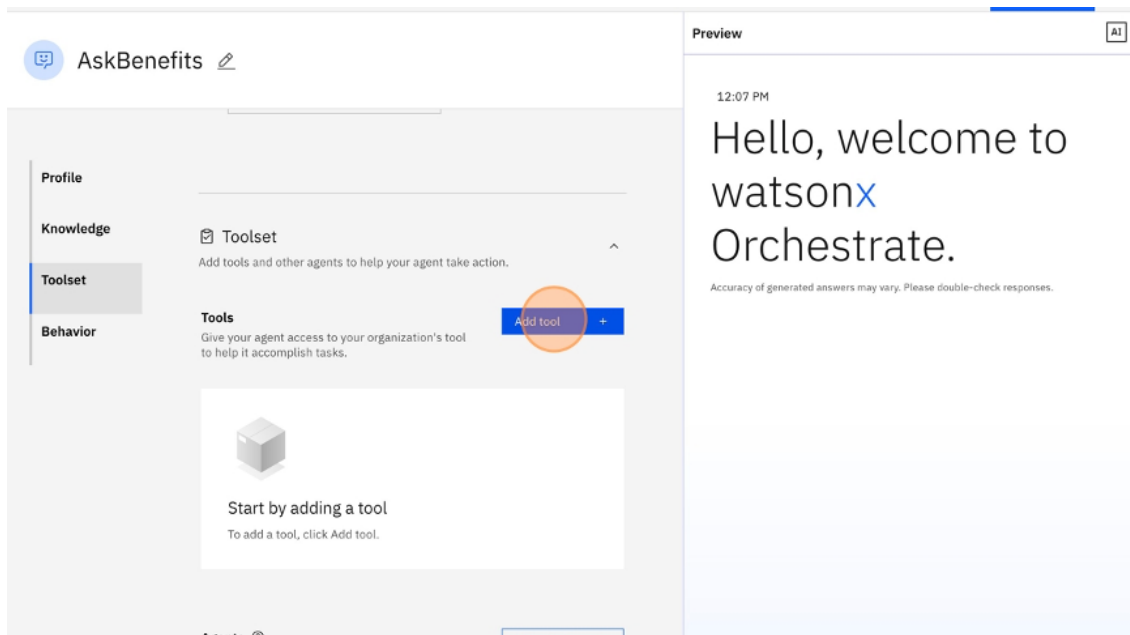 AskBenefits
Profile
Knowledge
Toolset
Behavior
Toolset
Add tools and other agents to help your agent take action.
Tools
Give your agent access to your organization's tool
to help it accomplish tasks.
Add tool +
Start by adding a tool
To add a tool, click Add tool.
Preview
AI
12:07 PM
Hello, welcome to
watsonx
Orchestrate.
Accuracy of generated answers may vary. Please double-check responses.